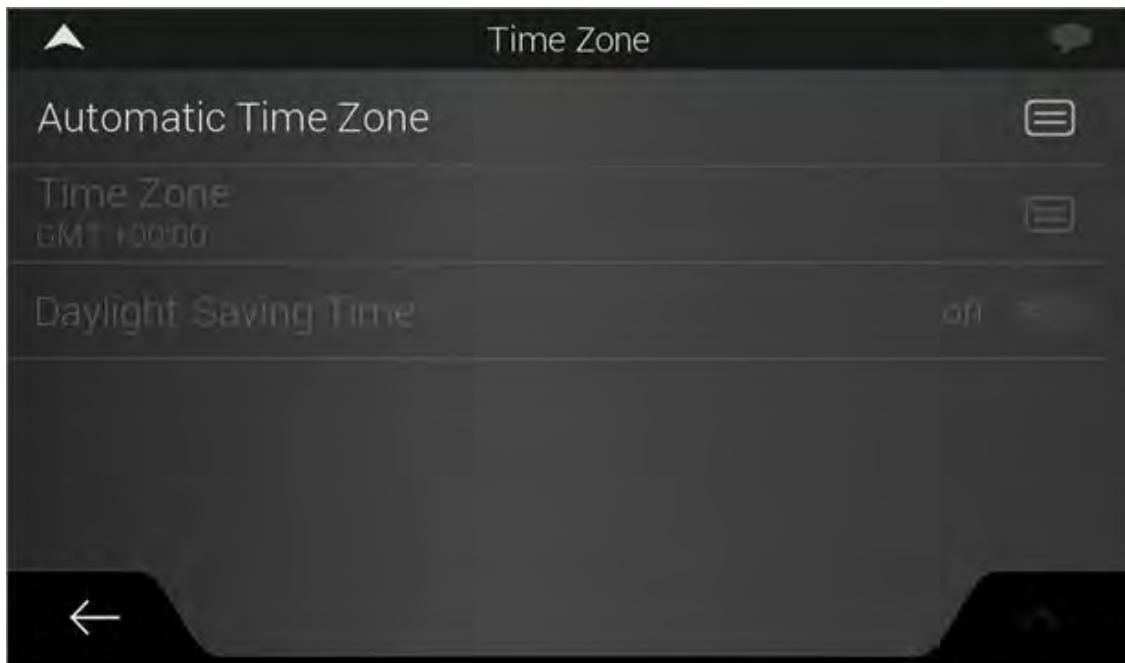 Time Zone
Automatic Time Zone
Time Zone
GMT +00:00
Daylight Saving Time off